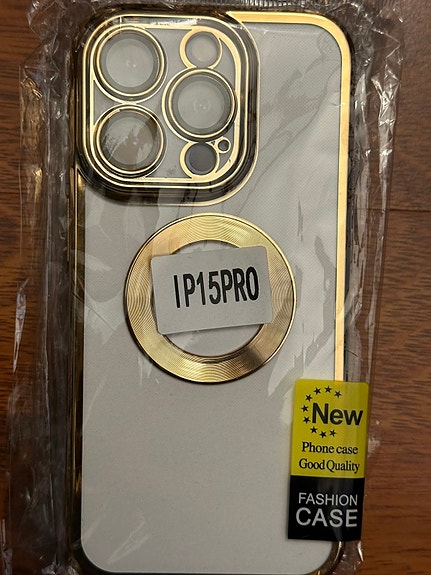 IP15PRO
New
Phone case
Good Quality
FASHION
CASE